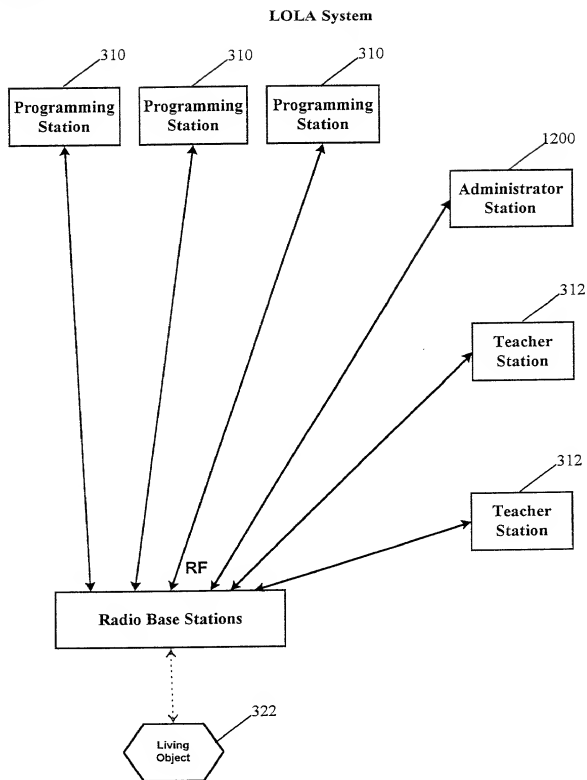 LOLA System
310
310
310
Programming
Station
Programming
Station
Programming
Station
1200
Administrator
Station
312
Teacher
Station
312
Teacher
Station
RF
Radio Base Stations
322
Living
Object